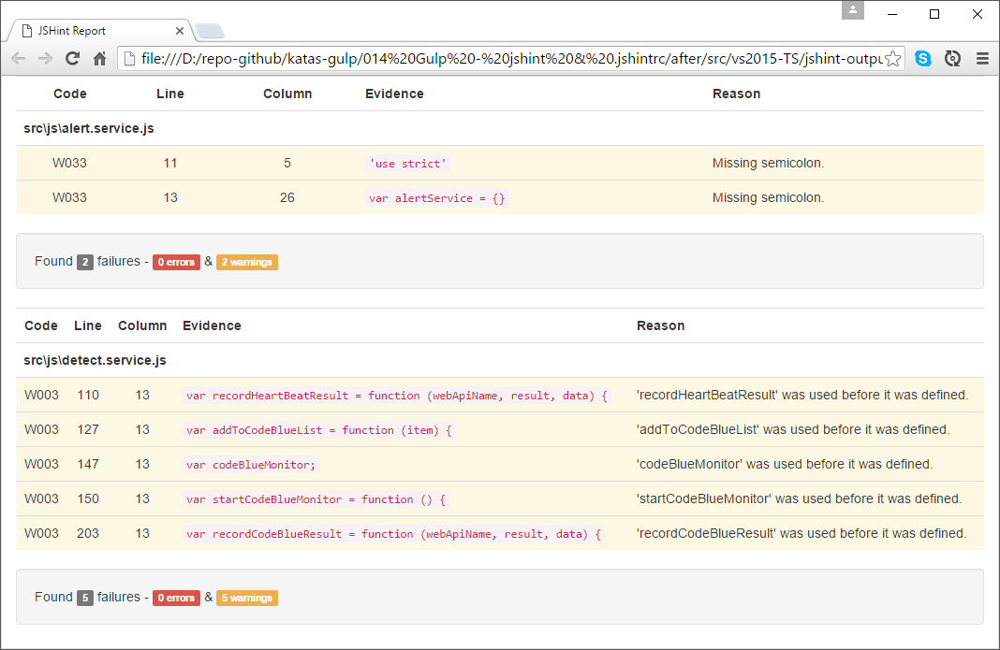 JSHint Report
file:///D:/repo-github/katas-gulp/014%20Gulp%20-%20jshint%20&%20.jshintrc/after/src/vs2015-TS/jshint-outpu
Code Line Column Evidence Reason
src\js\alert.service.js
W033 11 5 'use strict' Missing semicolon.
W033 13 26 var alertService = {} Missing semicolon.
Found 2 failures - 0 errors & 2 warnings
Code Line Column Evidence Reason
src\js\detect.service.js
W003 110 13 var recordHeartBeatResult = function (webApiName, result, data) { 'recordHeartBeatResult' was used before it was defined.
W003 127 13 var addToCodeBlueList = function (item) { 'addToCodeBlueList' was used before it was defined.
W003 147 13 var codeBlueMonitor; 'codeBlueMonitor' was used before it was defined.
W003 150 13 var startCodeBlueMonitor = function () { 'startCodeBlueMonitor' was used before it was defined.
W003 203 13 var recordCodeBlueResult = function (webApiName, result, data) { 'recordCodeBlueResult' was used before it was defined.
Found 5 failures - 0 errors & 5 warnings